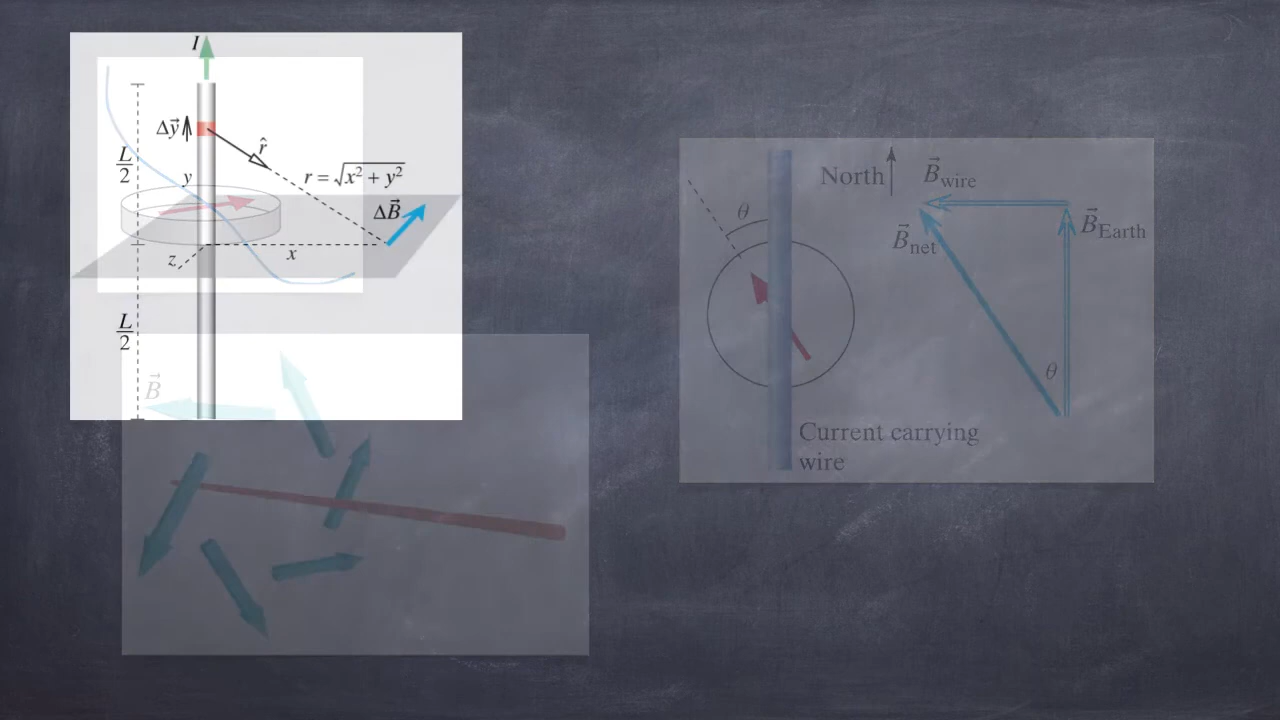 I
Δy⃗
r̂
L/2
y
r = √x² + y²
ΔB⃗
z
x
L/2
B⃗
North
B⃗wire
θ
B⃗Earth
B⃗net
θ
Current carrying
wire